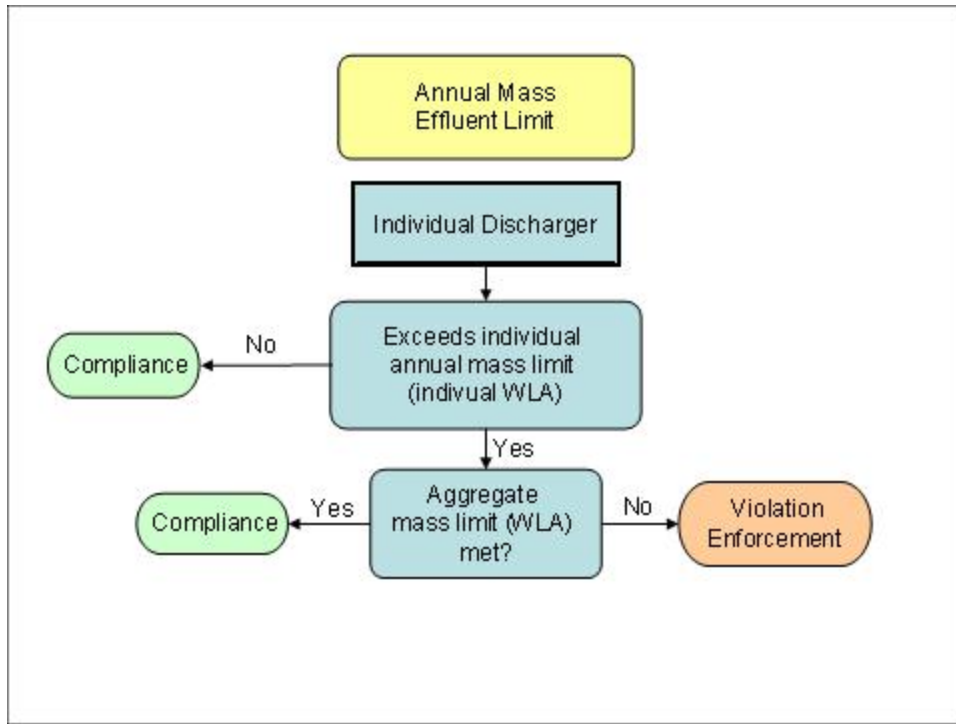 Annual Mass
Effluent Limit
Individual Discharger
Exceeds individual
annual mass limit
(indivual WLA)
No
Compliance
Yes
Aggregate
mass limit (WLA)
met?
Yes
Compliance
No
Violation
Enforcement